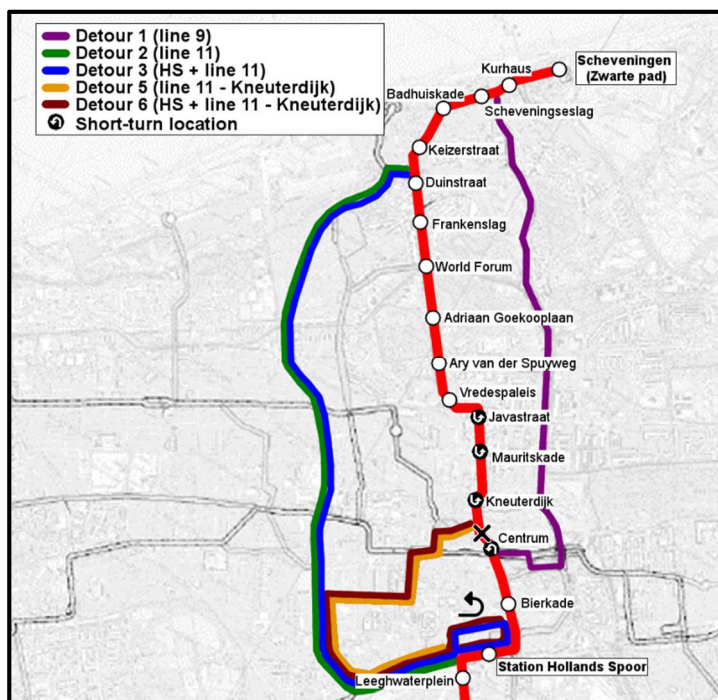 Detour 1 (line 9)
Detour 2 (line 11)
Detour 3 (HS + line 11)
Detour 5 (line 11 - Kneuterdijk)
Detour 6 (HS + line 11 - Kneuterdijk)
Short-turn location
Kurhaus
Scheveningen
(Zwarte pad)
Badhuiskade
Scheveningseslag
Keizerstraat
Duinstraat
Frankenslag
World Forum
Adriaan Goekooplaan
Ary van der Spuyweg
Vredespaleis
Javastraat
Mauritskade
Kneuterdijk
Centrum
Bierkade
Station Hollands Spoor
Leeghwaterplein